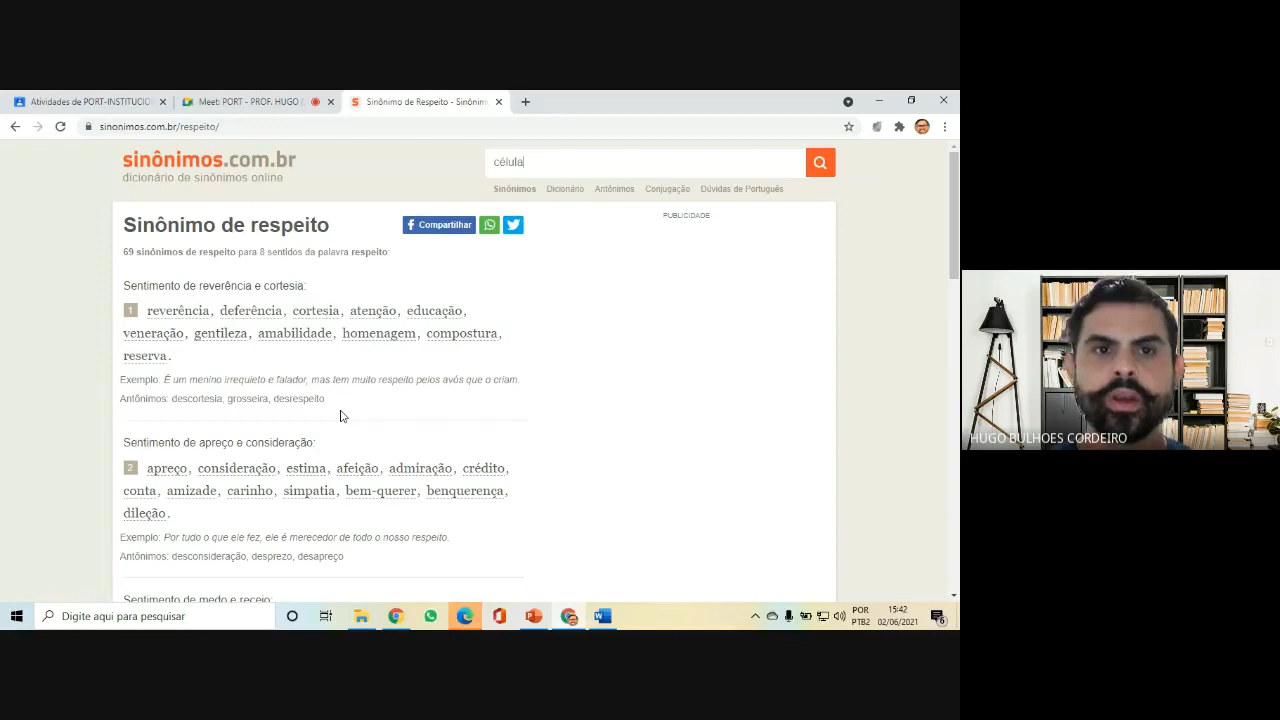 Atividades de PORT-INSTITUCIO
Meet: PORT - PROF. HUGO (
Sinônimo de Respeito - Sinônim
sinonimos.com.br/respeito/
sinônimos.com.br
dicionário de sinônimos online
célula
Sinônimos Dicionário Antônimos Conjugação Dúvidas de Português
Sinônimo de respeito
Compartilhar
PUBLICIDADE
69 sinônimos de respeito para 8 sentidos da palavra respeito:
Sentimento de reverência e cortesia:
1 reverência, deferência, cortesia, atenção, educação,
veneração, gentileza, amabilidade, homenagem, compostura,
reserva.
Exemplo: É um menino irrequieto e falador, mas tem muito respeito pelos avós que o criam.
Antônimos: descortesia, grosseira, desrespeito
Sentimento de apreço e consideração:
2 apreço, consideração, estima, afeição, admiração, crédito,
conta, amizade, carinho, simpatia, bem-querer, benquerença,
dileção.
Exemplo: Por tudo o que ele fez, ele é merecedor de todo o nosso respeito.
Antônimos: desconsideração, desprezo, desapreço
Sentimento de medo e receio:
HUGO BULHOES CORDEIRO
Digite aqui para pesquisar
POR
PTB2
15:42
02/06/2021
6